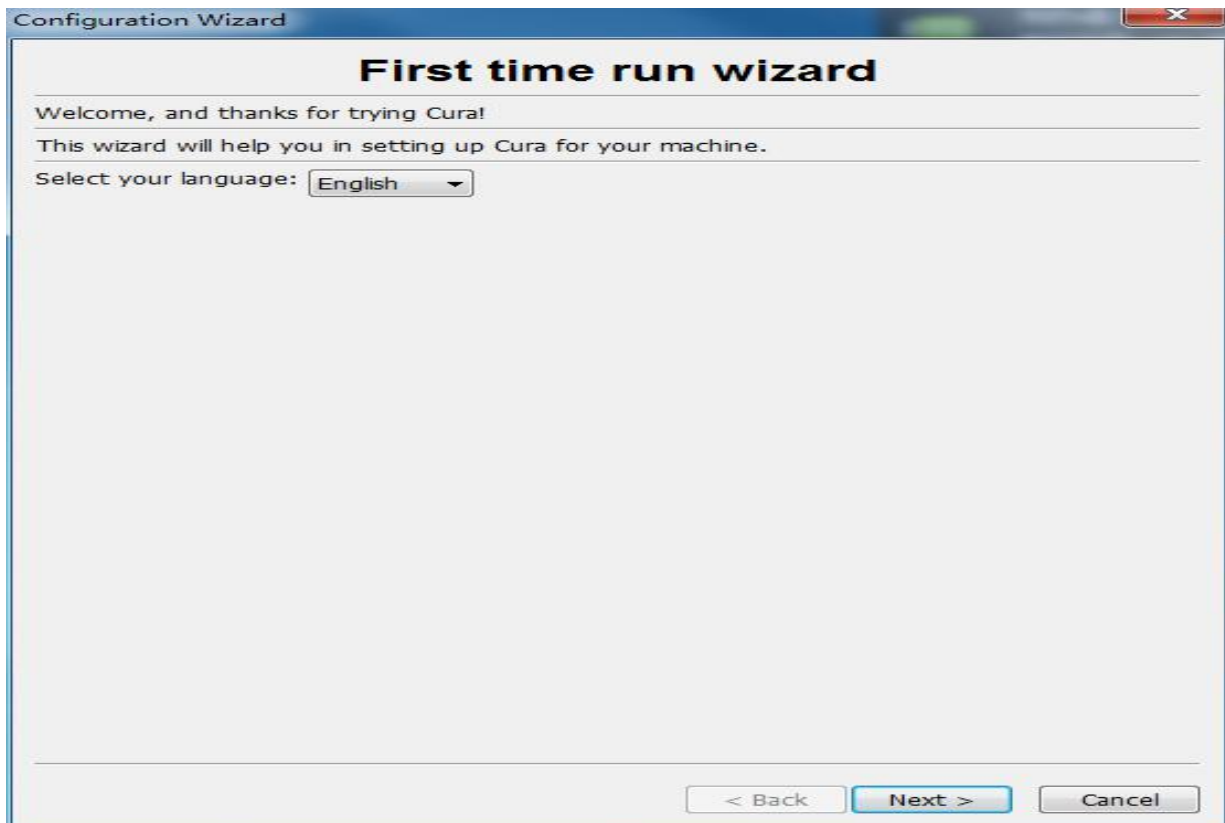 Configuration Wizard
First time run wizard
Welcome, and thanks for trying Cura!
This wizard will help you in setting up Cura for your machine.
Select your language: English
< Back Next > Cancel